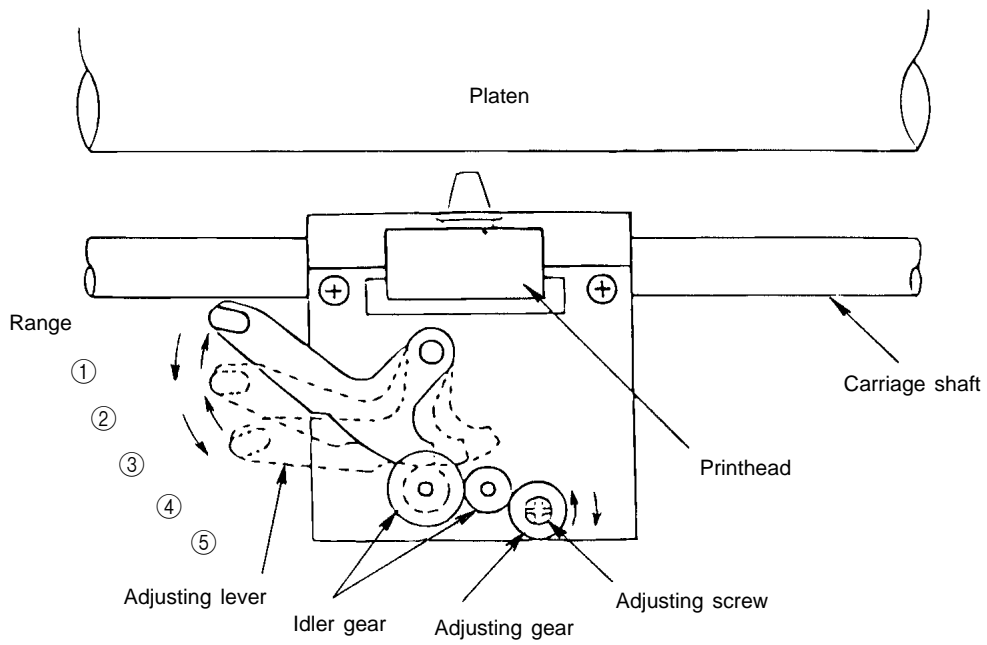 Platen
Range
①
②
③
④
⑤
Carriage shaft
Printhead
Adjusting lever
Idler gear
Adjusting gear
Adjusting screw